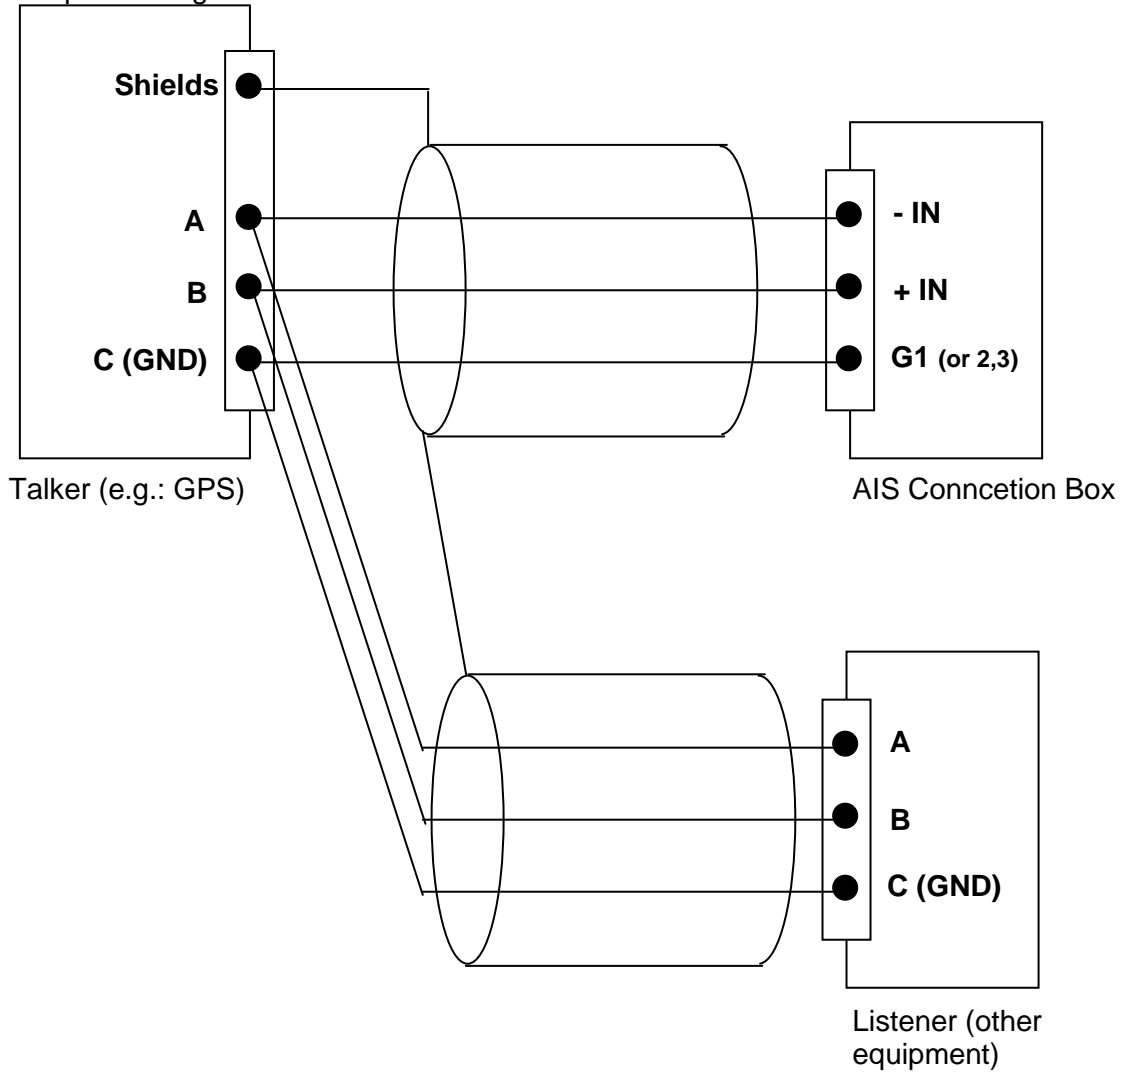 Shields
A
B
C (GND)
- IN
+ IN
G1 (or 2,3)
Talker (e.g.: GPS)
AIS Conncetion Box
A
B
C (GND)
Listener (other
equipment)